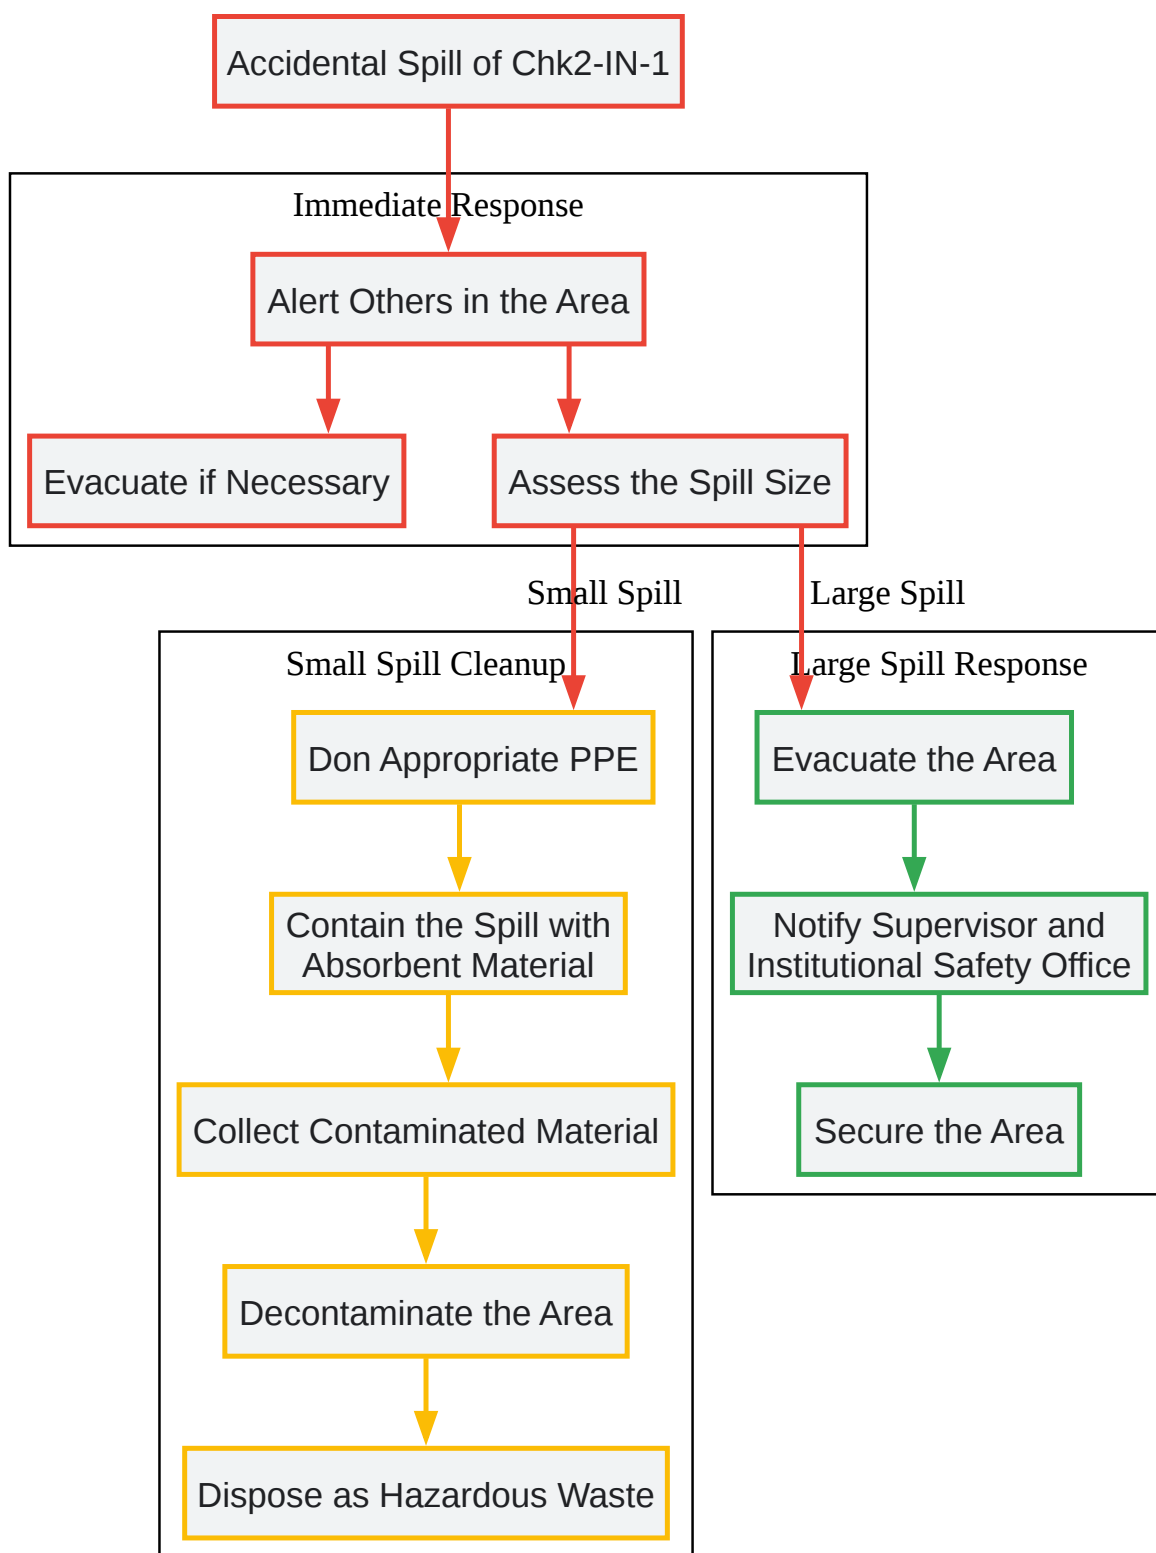 Accidental Spill of Chk2-IN-1
Immediate Response
Alert Others in the Area
Evacuate if Necessary
Assess the Spill Size
Small Spill
Large Spill
Small Spill Cleanup
Large Spill Response
Don Appropriate PPE
Evacuate the Area
Contain the Spill with
Absorbent Material
Notify Supervisor and
Institutional Safety Office
Collect Contaminated Material
Secure the Area
Decontaminate the Area
Dispose as Hazardous Waste